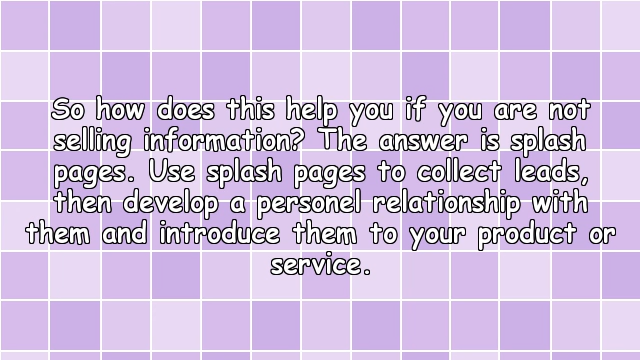 So how does this help you if you are not
selling information? The answer is splash
pages. Use splash pages to collect leads,
then develop a personel relationship with
them and introduce them to your product or
service.